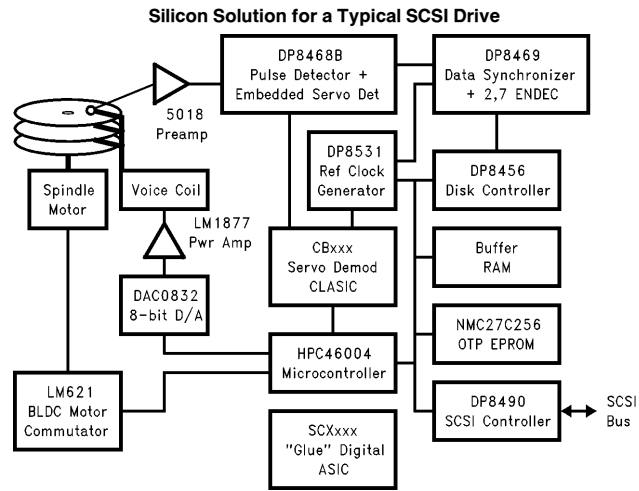 Silicon Solution for a Typical SCSI Drive
DP8468B
Pulse Detector +
Embedded Servo Det
DP8469
Data Synchronizer
+ 2,7 ENDEC
5018
Preamp
DP8531
Ref Clock
Generator
DP8456
Disk Controller
Spindle
Motor
Voice Coil
LM1877
Pwr Amp
CBxxx
Servo Demod
CLASIC
Buffer
RAM
DAC0832
8-bit D/A
HPC46004
Microcontroller
NMC27C256
OTP EPROM
LM621
BLDC Motor
Commutator
DP8490
SCSI Controller
SCSI
Bus
SCXxxx
"Glue" Digital
ASIC